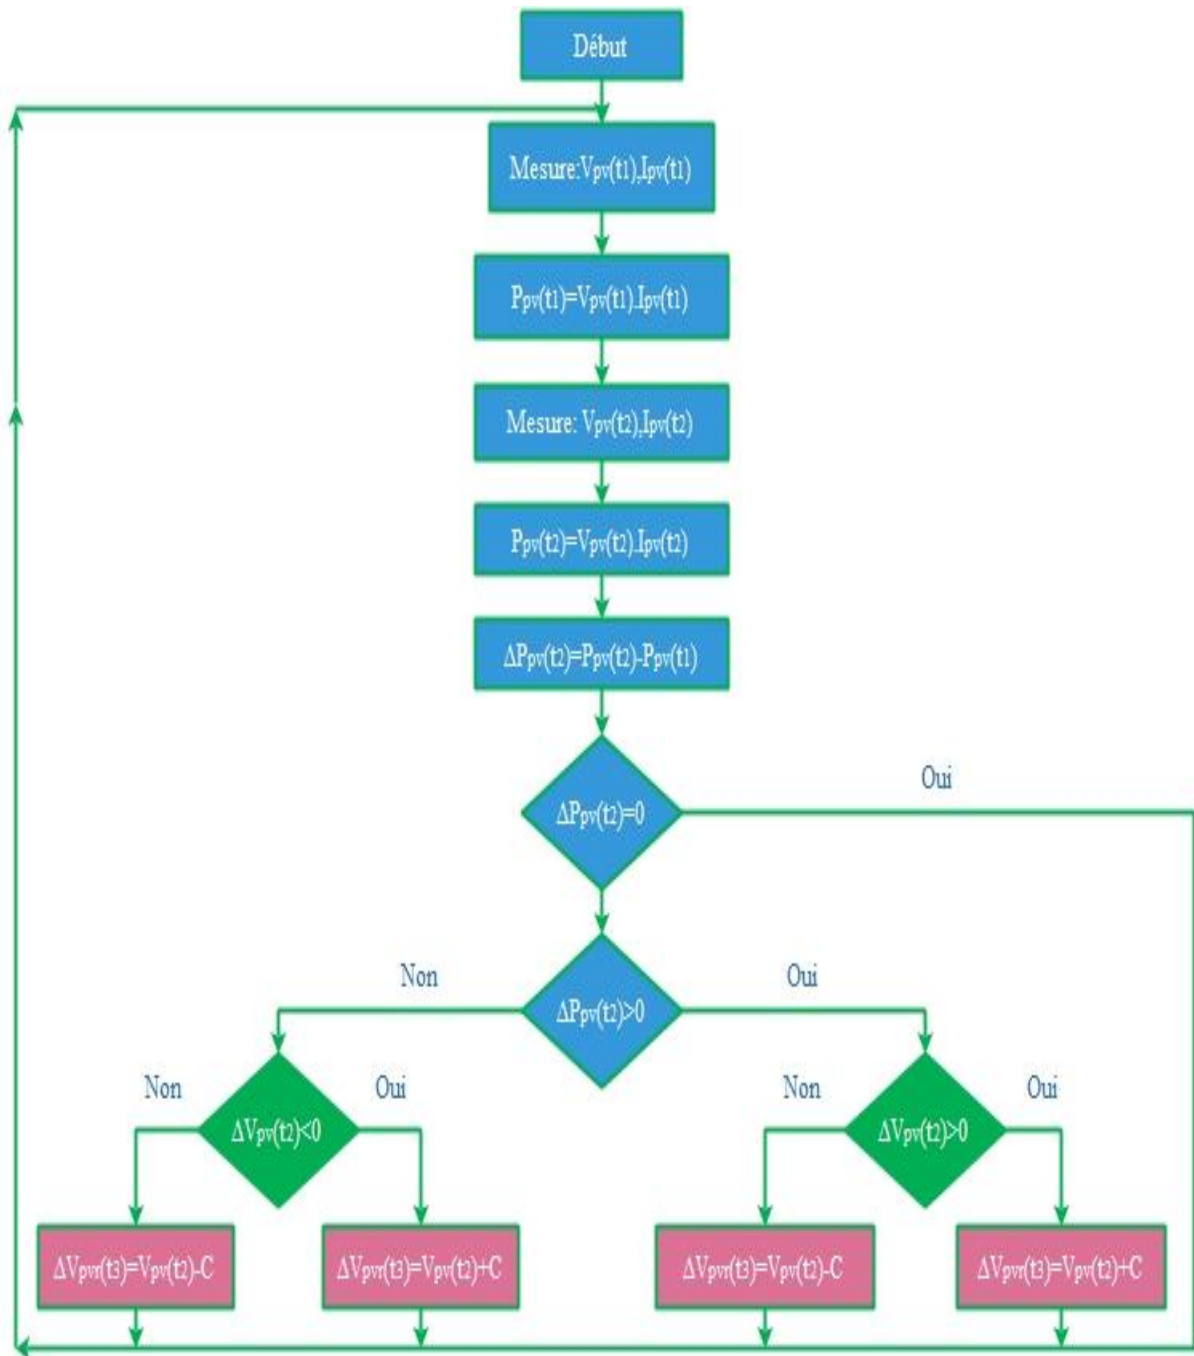 Début
Mesure:Vpv(t1),Ipv(t1)
Ppv(t1)=Vpv(t1).Ipv(t1)
Mesure: Vpv(t2),Ipv(t2)
Ppv(t2)=Vpv(t2).Ipv(t2)
ΔPpv(t2)=Ppv(t2)-Ppv(t1)
ΔPpv(t2)=0
Oui
ΔPpv(t2)>0
Non
Oui
ΔVpv(t2)<0
Non
Oui
ΔVpv(t2)>0
Non
Oui
ΔVpvr(t3)=Vpv(t2)-C
ΔVpvr(t3)=Vpv(t2)+C
ΔVpvr(t3)=Vpv(t2)-C
ΔVpvr(t3)=Vpv(t2)+C